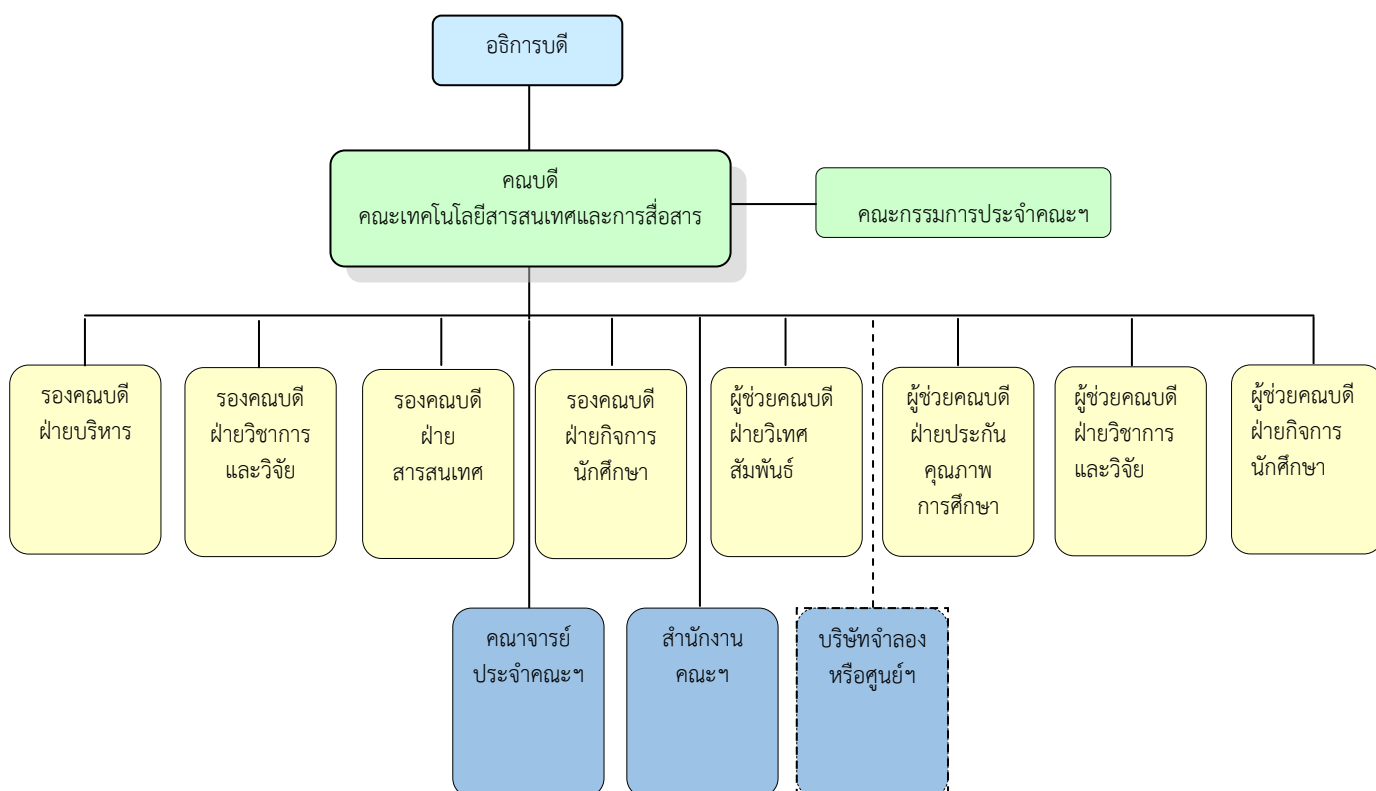 อธิการบดี
คณบดี
คณะเทคโนโลยีสารสนเทศและการสื่อสาร
คณะกรรมการประจำคณะฯ
รองคณบดี
ฝ่ายบริหาร
รองคณบดี
ฝ่ายวิชาการ
และวิจัย
รองคณบดี
ฝ่าย
สารสนเทศ
รองคณบดี
ฝ่ายกิจการ
นักศึกษา
ผู้ช่วยคณบดี
ฝ่ายวิเทศ
สัมพันธ์
ผู้ช่วยคณบดี
ฝ่ายประกัน
คุณภาพ
การศึกษา
ผู้ช่วยคณบดี
ฝ่ายวิชาการ
และวิจัย
ผู้ช่วยคณบดี
ฝ่ายกิจการ
นักศึกษา
คณาจารย์
ประจำคณะฯ
สำนักงาน
คณะฯ
บริษัทจำลอง
หรือศูนย์ฯ